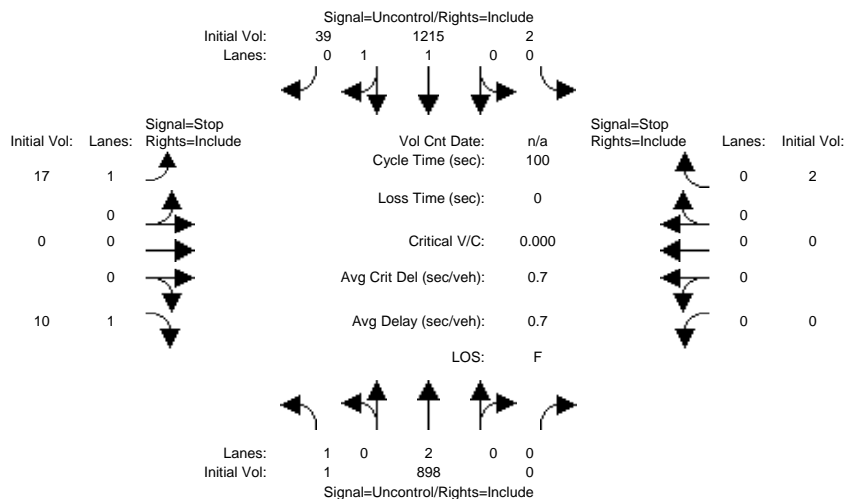 Signal=Uncontrol/Rights=Include
Initial Vol: 39 1215 2
Lanes: 0 1 1 0 0
Signal=Stop
Initial Vol: Lanes: Rights=Include
Vol Cnt Date: n/a
Signal=Stop
Rights=Include Lanes: Initial Vol:
Cycle Time (sec): 100
17 1
0 2
Loss Time (sec): 0
0
0
0 0
Critical V/C: 0.000
0 0
0
Avg Crit Del (sec/veh): 0.7
0
10 1
Avg Delay (sec/veh): 0.7
0 0
LOS: F
Lanes: 1 0 2 0 0
Initial Vol: 1 898 0
Signal=Uncontrol/Rights=Include